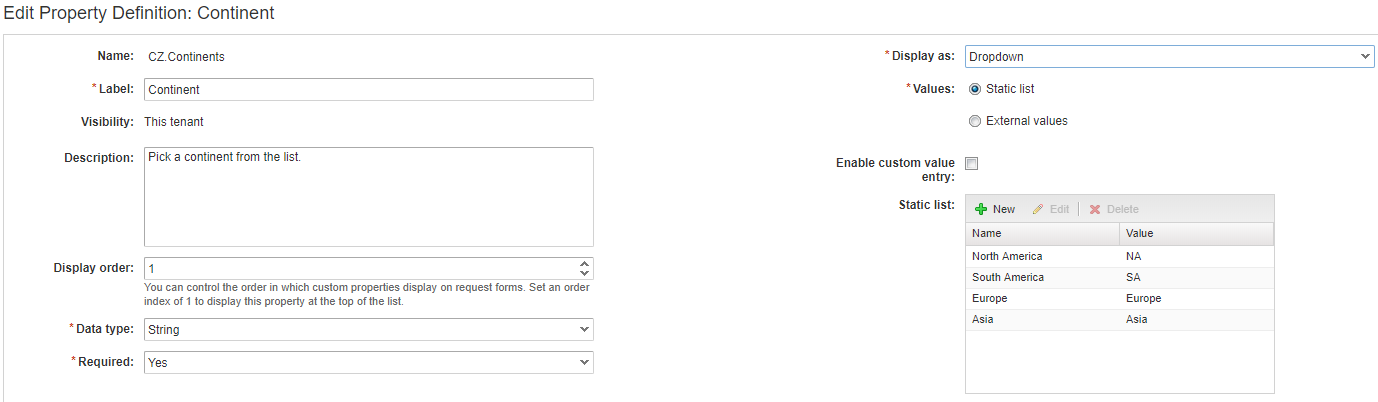 Edit Property Definition: Continent
Name: CZ.Continents
* Label: Continent
Visibility: This tenant
Description: Pick a continent from the list.
Display order: 1
You can control the order in which custom properties display on request forms. Set an order
index of 1 to display this property at the top of the list.
* Data type: String
* Required: Yes
* Display as: Dropdown
* Values: Static list
External values
Enable custom value
entry:
Static list:
New Edit Delete
Name Value
North America NA
South America SA
Europe Europe
Asia Asia